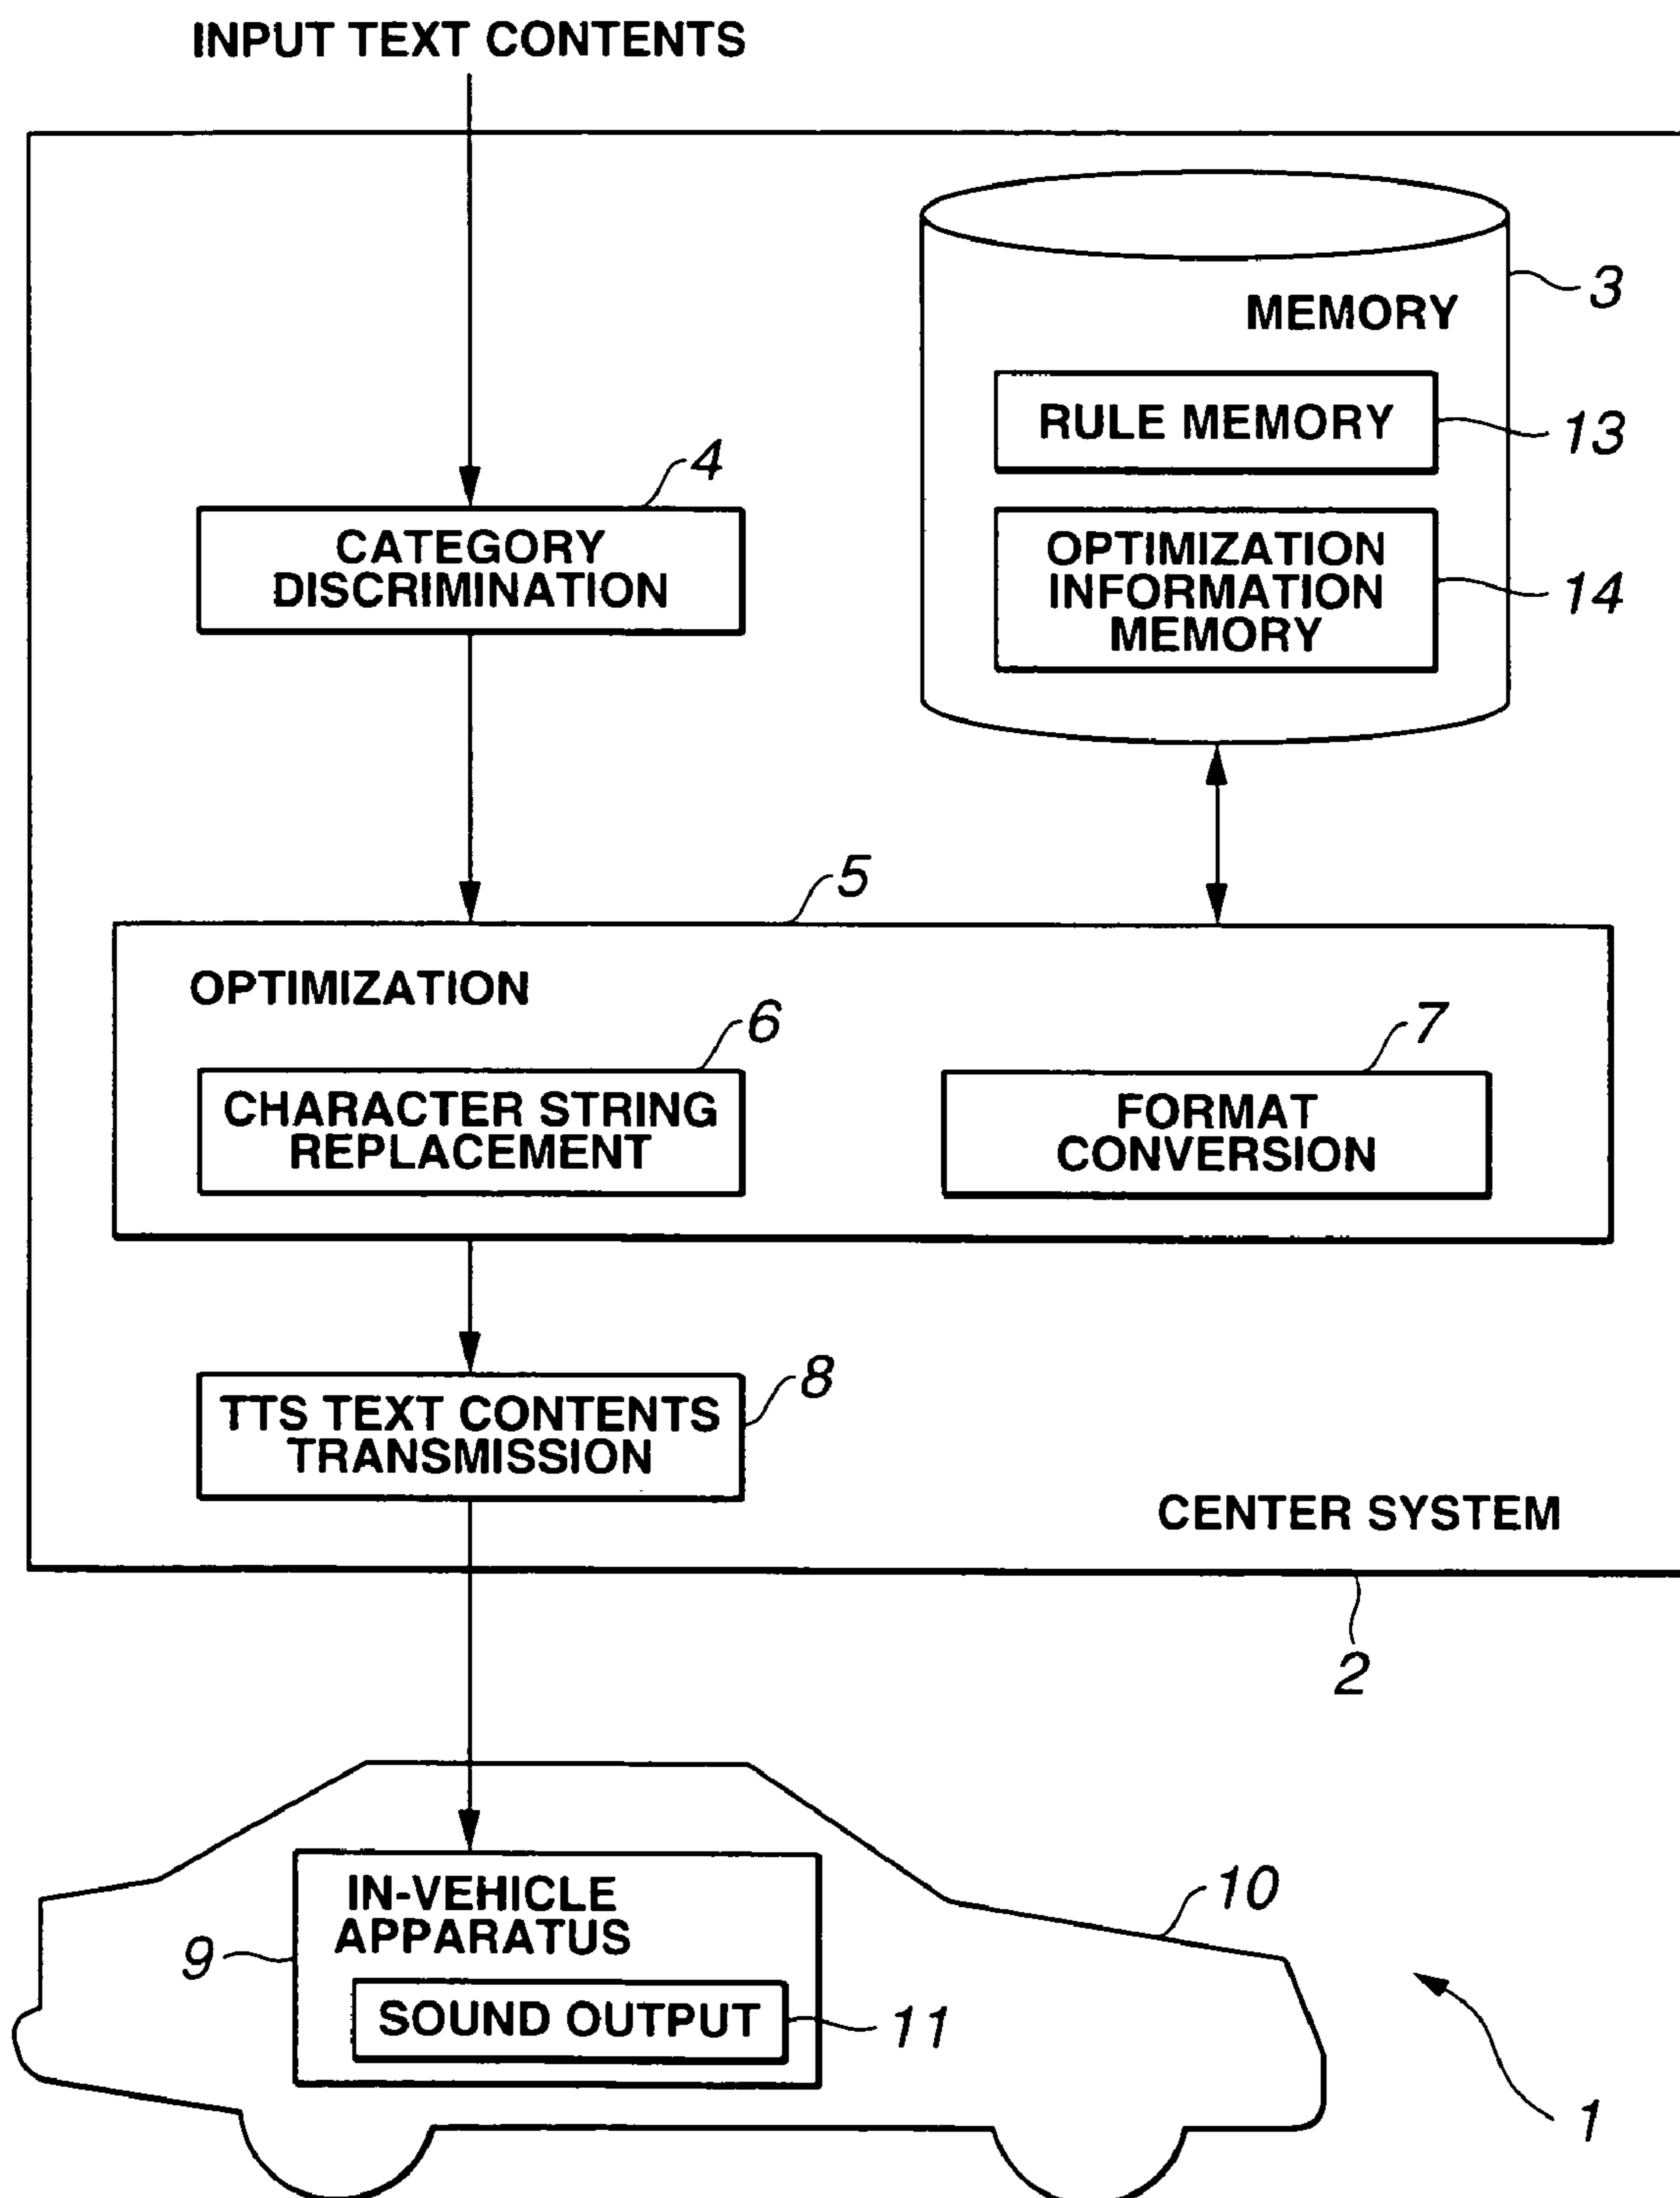 INPUT TEXT CONTENTS
3
MEMORY
RULE MEMORY
13
4
CATEGORY
DISCRIMINATION
OPTIMIZATION
INFORMATION
MEMORY
14
5
OPTIMIZATION
6
7
CHARACTER STRING
REPLACEMENT
FORMAT
CONVERSION
8
TTS TEXT CONTENTS
TRANSMISSION
CENTER SYSTEM
2
10
IN-VEHICLE
APPARATUS
9
SOUND OUTPUT
11
1